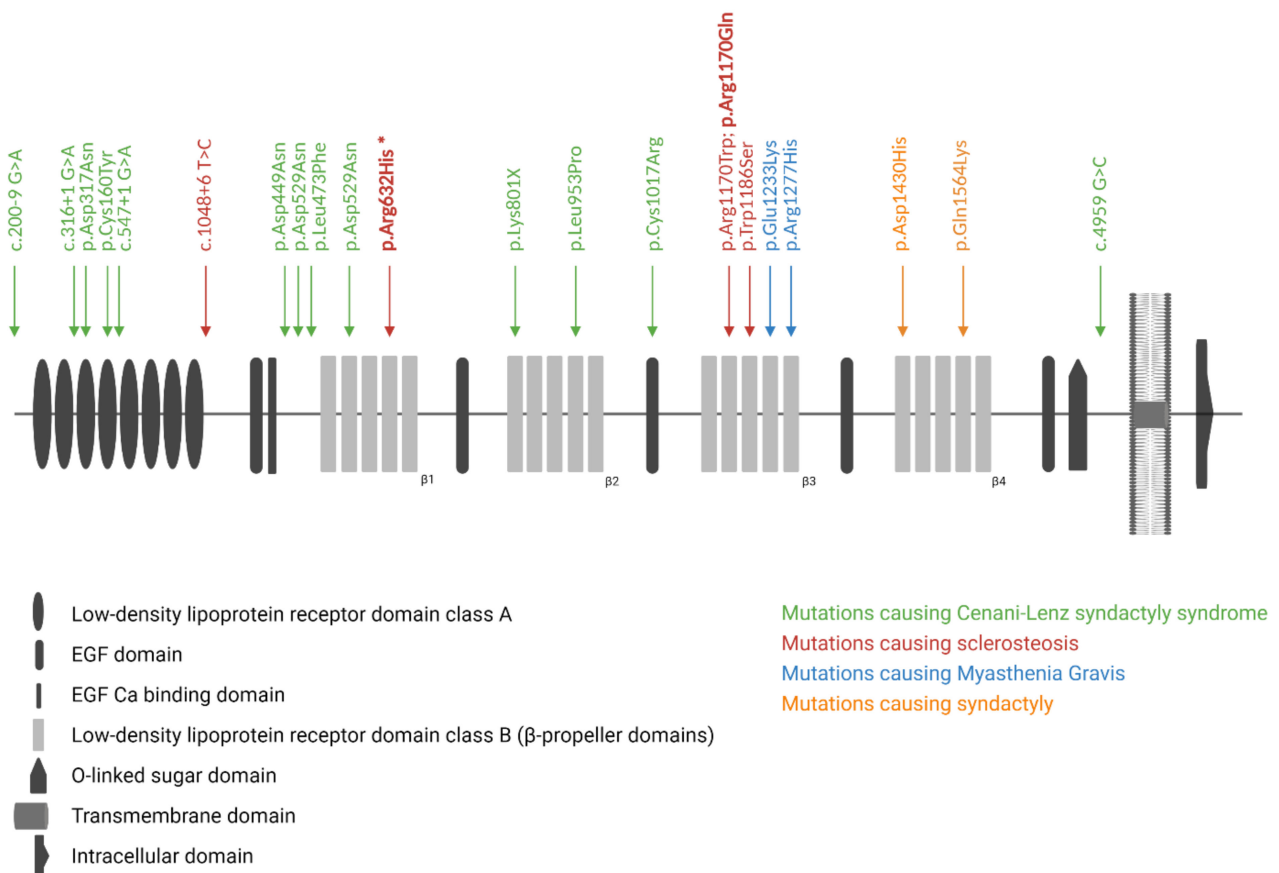 c.200-9 G>A
c.316+1 G>A
p.Asp317Asn
p.Cys160Tyr
c.547+1 G>A
c.1048+6 T>C
p.Asp449Asn
p.Asp529Asn
p.Leu473Phe
p.Asp529Asn
p.Arg632His *
p.Lys801X
p.Leu953Pro
p.Cys1017Arg
p.Arg1170Trp; p.Arg1170Gln
p.Trp1186Ser
p.Glu1233Lys
p.Arg1277His
p.Asp1430His
p.Gln1564Lys
c.4959 G>C
β1
β2
β3
β4
Low-density lipoprotein receptor domain class A
EGF domain
EGF Ca binding domain
Low-density lipoprotein receptor domain class B (β-propeller domains)
O-linked sugar domain
Transmembrane domain
Intracellular domain
Mutations causing Cenani-Lenz syndactyly syndrome
Mutations causing sclerosteosis
Mutations causing Myasthenia Gravis
Mutations causing syndactyly